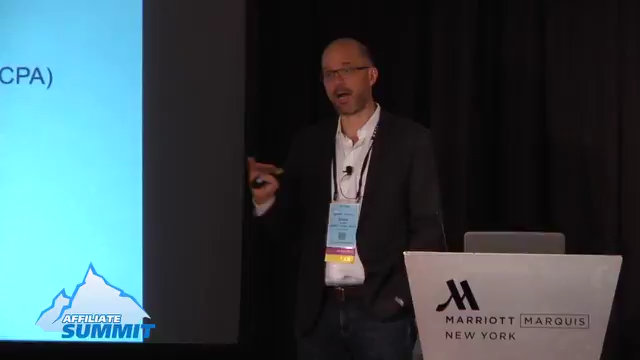 CPA)
AFFILIATE
SUMMIT
M
MARRIOTT MARQUIS
NEW YORK